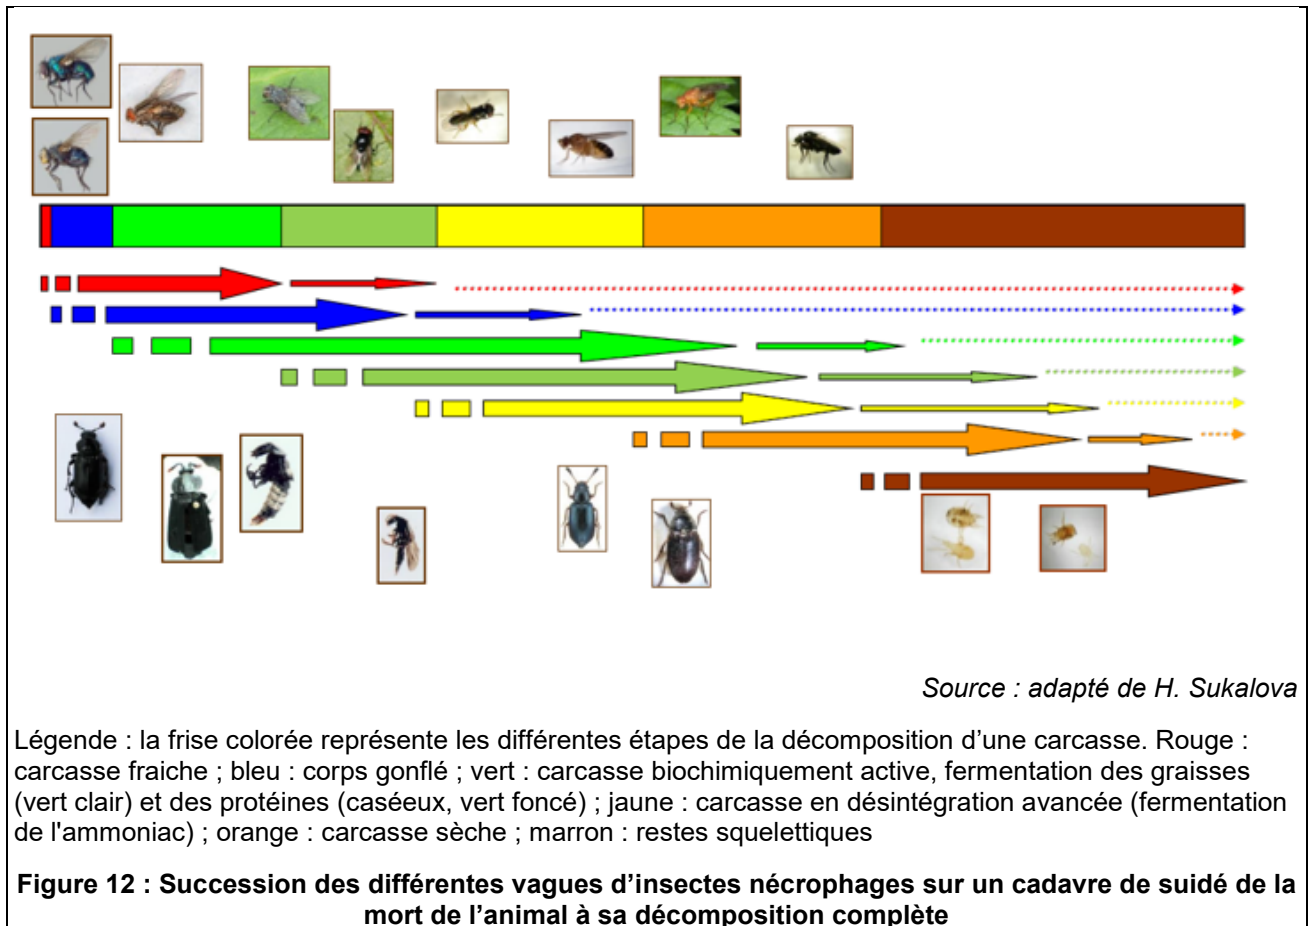 Source : adapté de H. Sukalova
Légende : la frise colorée représente les différentes étapes de la décomposition d’une carcasse. Rouge :
carcasse fraiche ; bleu : corps gonflé ; vert : carcasse biochimiquement active, fermentation des graisses
(vert clair) et des protéines (caséeux, vert foncé) ; jaune : carcasse en désintégration avancée (fermentation
de l'ammoniac) ; orange : carcasse sèche ; marron : restes squelettiques
Figure 12 : Succession des différentes vagues d’insectes nécrophages sur un cadavre de suidé de la
mort de l’animal à sa décomposition complète